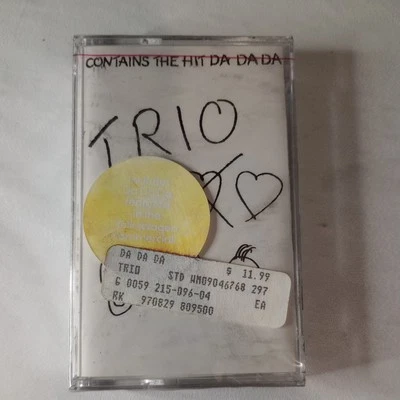 CONTAINS THE HIT DA DA DA
TRIO
DA DA DA $ 11.99
TRIO STD WM09046768 297
G 0059 215-096-04 EA
RK 970829 809500